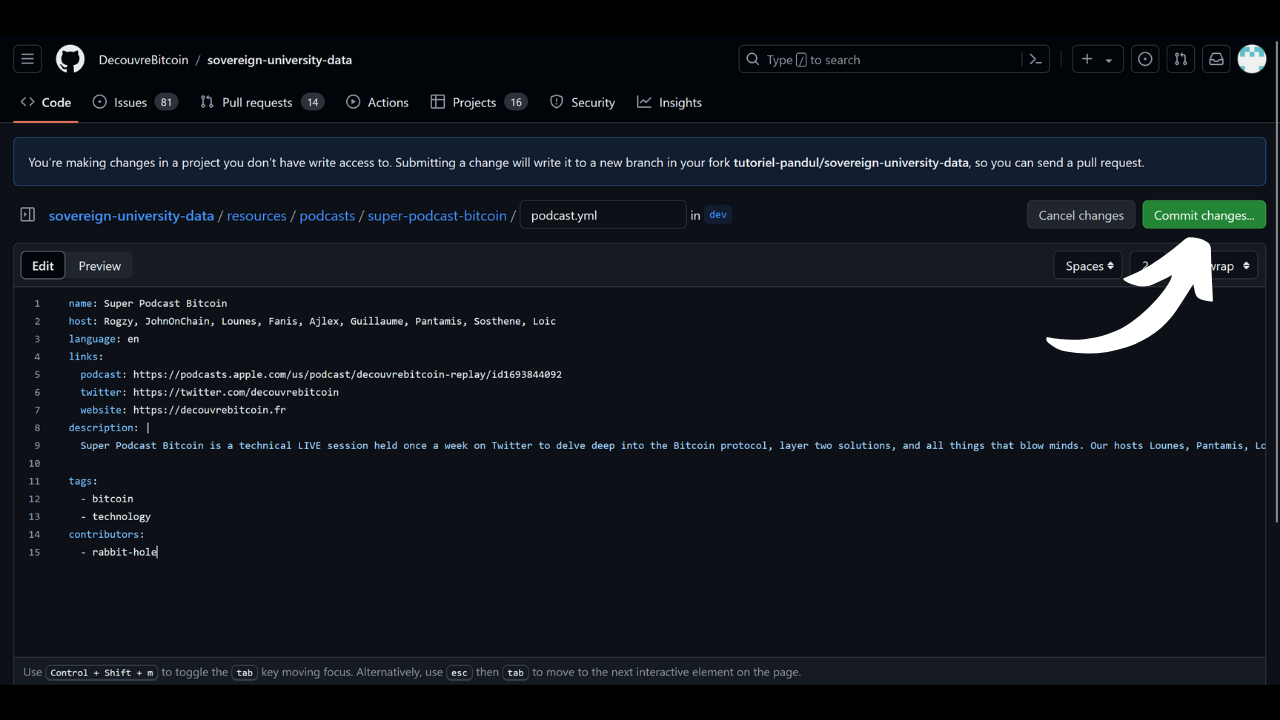 DecouvreBitcoin / sovereign-university-data
Type / to search
Code Issues 81 Pull requests 14 Actions Projects 16 Security Insights
You're making changes in a project you don't have write access to. Submitting a change will write it to a new branch in your fork tutoriel-pandul/sovereign-university-data, so you can send a pull request.
sovereign-university-data / resources / podcasts / super-podcast-bitcoin / podcast.yml in dev
Cancel changes Commit changes...
Edit Preview Spaces
1 name: Super Podcast Bitcoin
2 host: Rogzy, JohnOnChain, Lounes, Fanis, Ajlex, Guillaume, Pantamis, Sosthene, Loic
3 language: en
4 links:
5 podcast: https://podcasts.apple.com/us/podcast/decouvrebitcoin-replay/id1693844092
6 twitter: https://twitter.com/decouvrebitcoin
7 website: https://decouvrebitcoin.fr
8 description: |
9 Super Podcast Bitcoin is a technical LIVE session held once a week on Twitter to delve deep into the Bitcoin protocol, layer two solutions, and all things that blow minds. Our hosts Lounes, Pantamis,
10
11 tags:
12 - bitcoin
13 - technology
14 contributors:
15 - rabbit-hole
Use Control + Shift + m to toggle the tab key moving focus. Alternatively, use esc then tab to move to the next interactive element on the page.